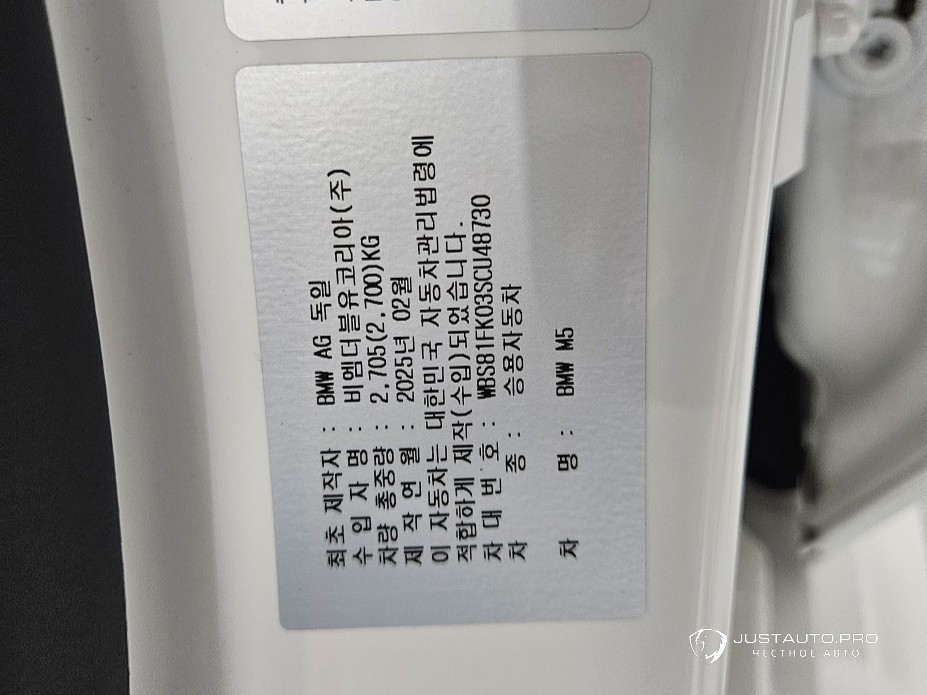 최초 제작자 : BMW AG 독일
수 입 자 명 : 비엠더블유코리아(주)
차량 총중량 : 2,705(2,700)KG
제 작 연 월 : 2025년 02월
이 자동차는 대한민국 자동차관리법령에
적합하게 제작(수입)되었습니다.
차 대 번 호 : WBS81FK03SCU48730
차 종 : 승용자동차
차 명 : BMW M5
JUSTAUTO.PRO
ЧЕСТНОЕ АВТО